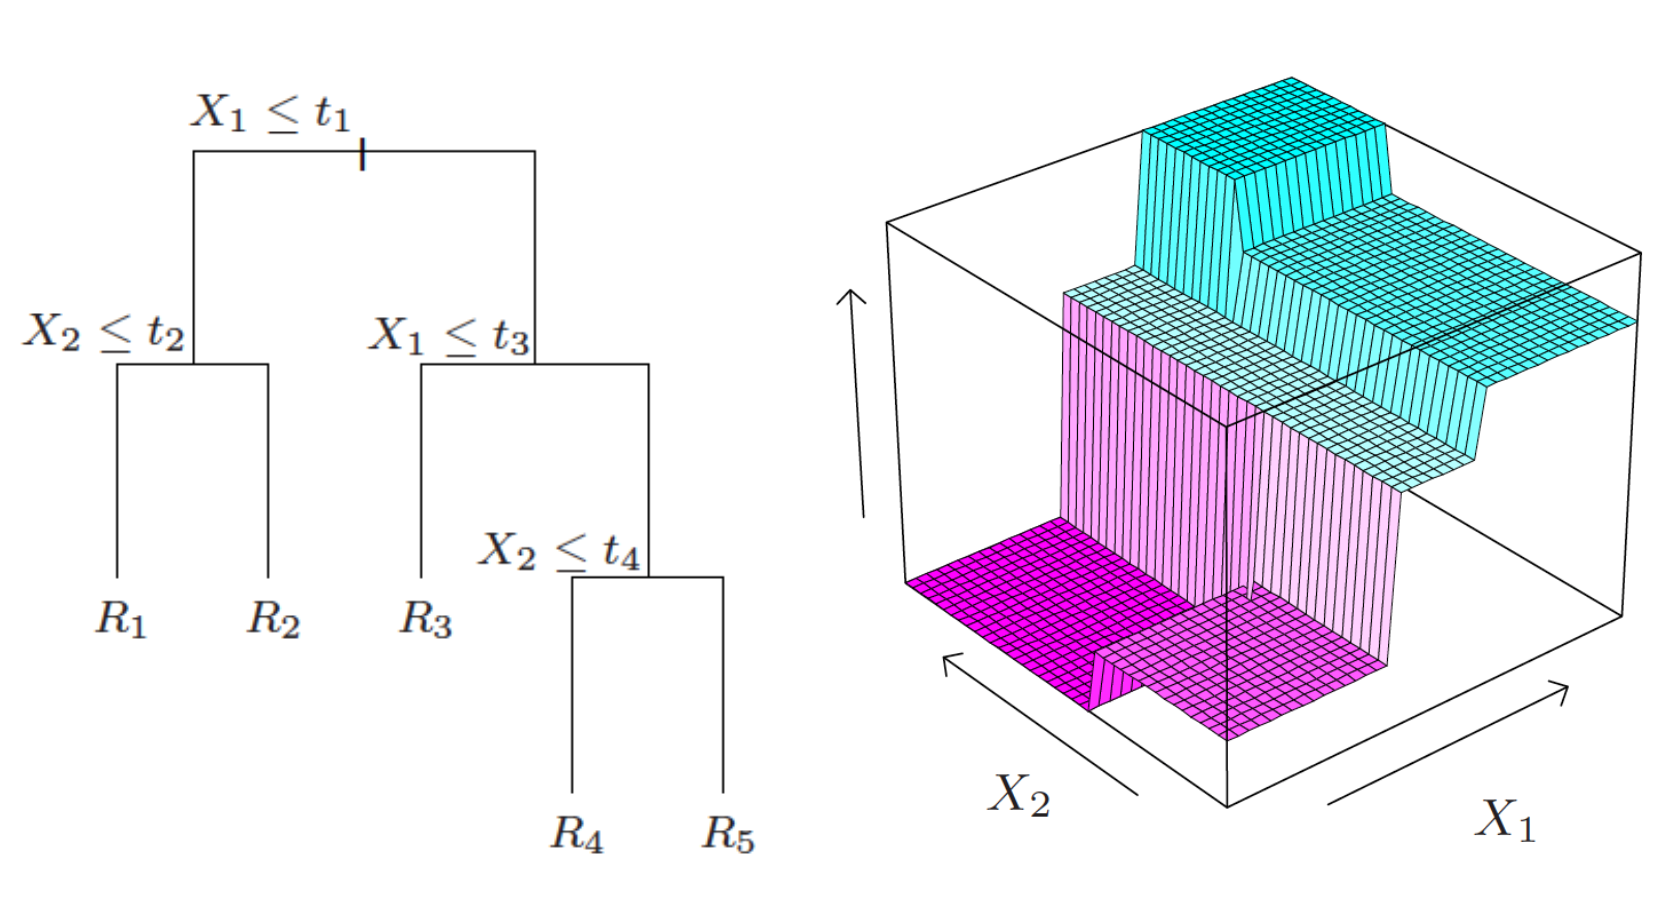 X₁ ≤ t₁
X₂ ≤ t₂
X₁ ≤ t₃
X₂ ≤ t₄
R₁
R₂
R₃
R₄
R₅
X₂
X₁